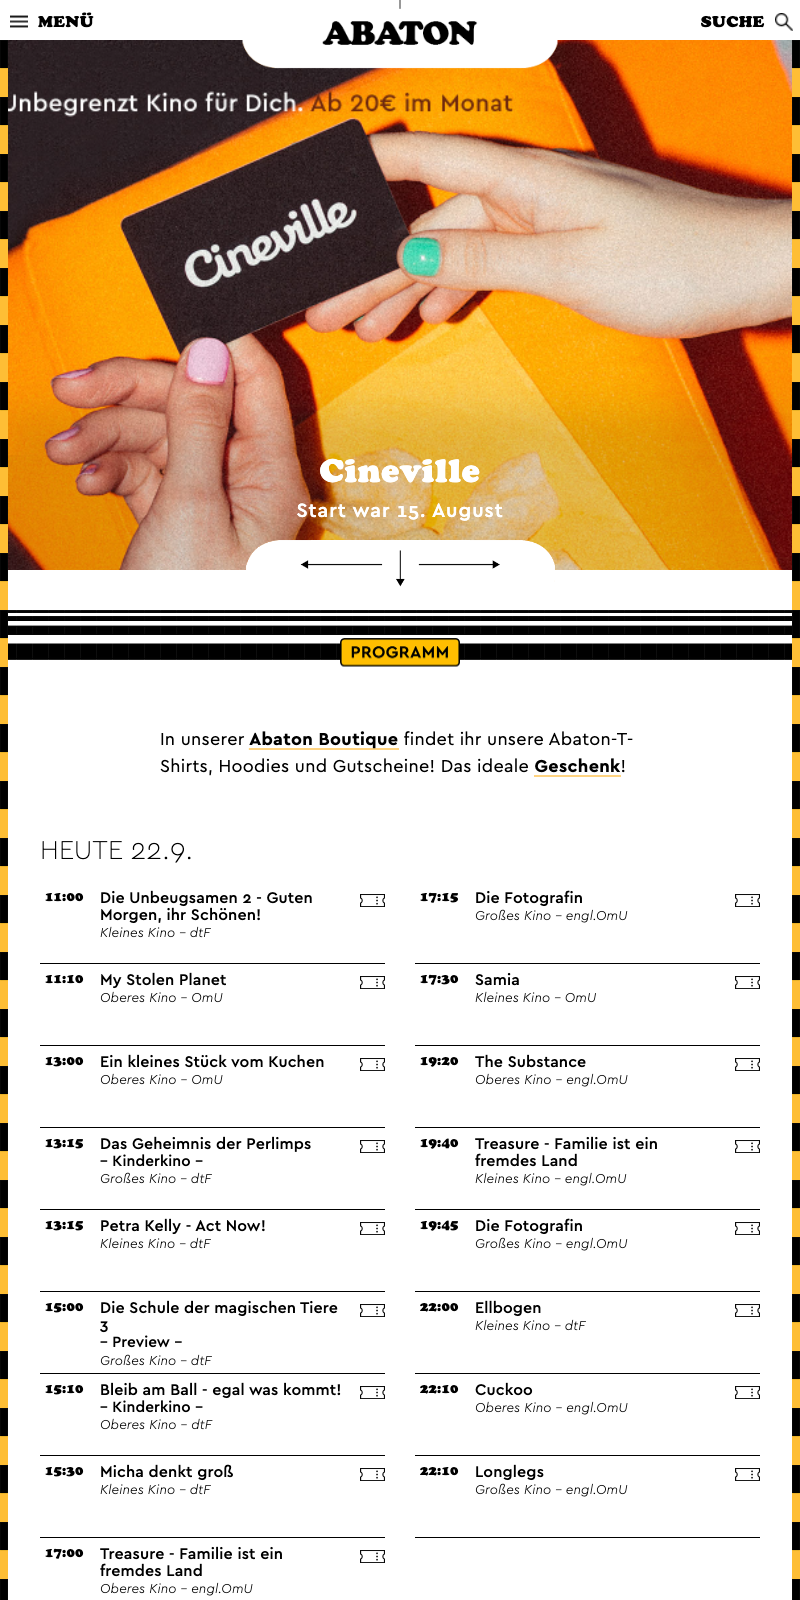 MENÜ
ABATON
SUCHE
Unbegrenzt Kino für Dich. Ab 20€ im Monat
Cineville
Cineville
Start war 15. August
PROGRAMM
In unserer Abaton Boutique findet ihr unsere Abaton-T-
Shirts, Hoodies und Gutscheine! Das ideale Geschenk!
HEUTE 22.9.
11:00 Die Unbeugsamen 2 - Guten
Morgen, ihr Schönen!
Kleines Kino – dtF
11:10 My Stolen Planet
Oberes Kino – OmU
13:00 Ein kleines Stück vom Kuchen
Oberes Kino – OmU
13:15 Das Geheimnis der Perlimps
– Kinderkino –
Großes Kino – dtF
13:15 Petra Kelly - Act Now!
Kleines Kino – dtF
15:00 Die Schule der magischen Tiere
3
– Preview –
Großes Kino – dtF
15:10 Bleib am Ball - egal was kommt!
– Kinderkino –
Oberes Kino – dtF
15:30 Micha denkt groß
Kleines Kino – dtF
17:00 Treasure - Familie ist ein
fremdes Land
Oberes Kino – engl.OmU
17:15 Die Fotografin
Großes Kino – engl.OmU
17:30 Samia
Kleines Kino – OmU
19:20 The Substance
Oberes Kino – engl.OmU
19:40 Treasure - Familie ist ein
fremdes Land
Kleines Kino – engl.OmU
19:45 Die Fotografin
Großes Kino – engl.OmU
22:00 Ellbogen
Kleines Kino – dtF
22:10 Cuckoo
Oberes Kino – engl.OmU
22:10 Longlegs
Großes Kino – engl.OmU